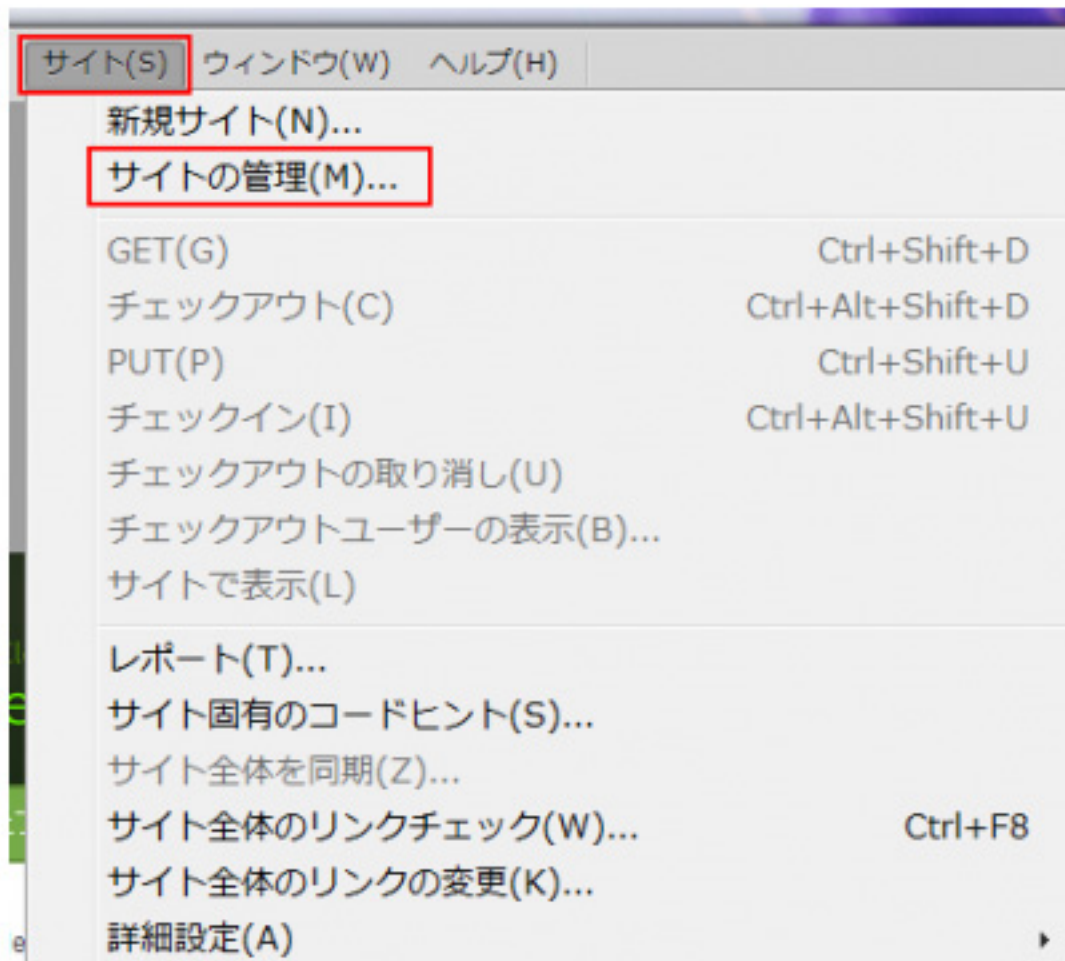 サイト(S) ウィンドウ(W) ヘルプ(H)
新規サイト(N)...
サイトの管理(M)...
GET(G) Ctrl+Shift+D
チェックアウト(C) Ctrl+Alt+Shift+D
PUT(P) Ctrl+Shift+U
チェックイン(I) Ctrl+Alt+Shift+U
チェックアウトの取り消し(U)
チェックアウトユーザーの表示(B)...
サイトで表示(L)
レポート(T)...
サイト固有のコードヒント(S)...
サイト全体を同期(Z)...
サイト全体のリンクチェック(W)... Ctrl+F8
サイト全体のリンクの変更(K)...
詳細設定(A)